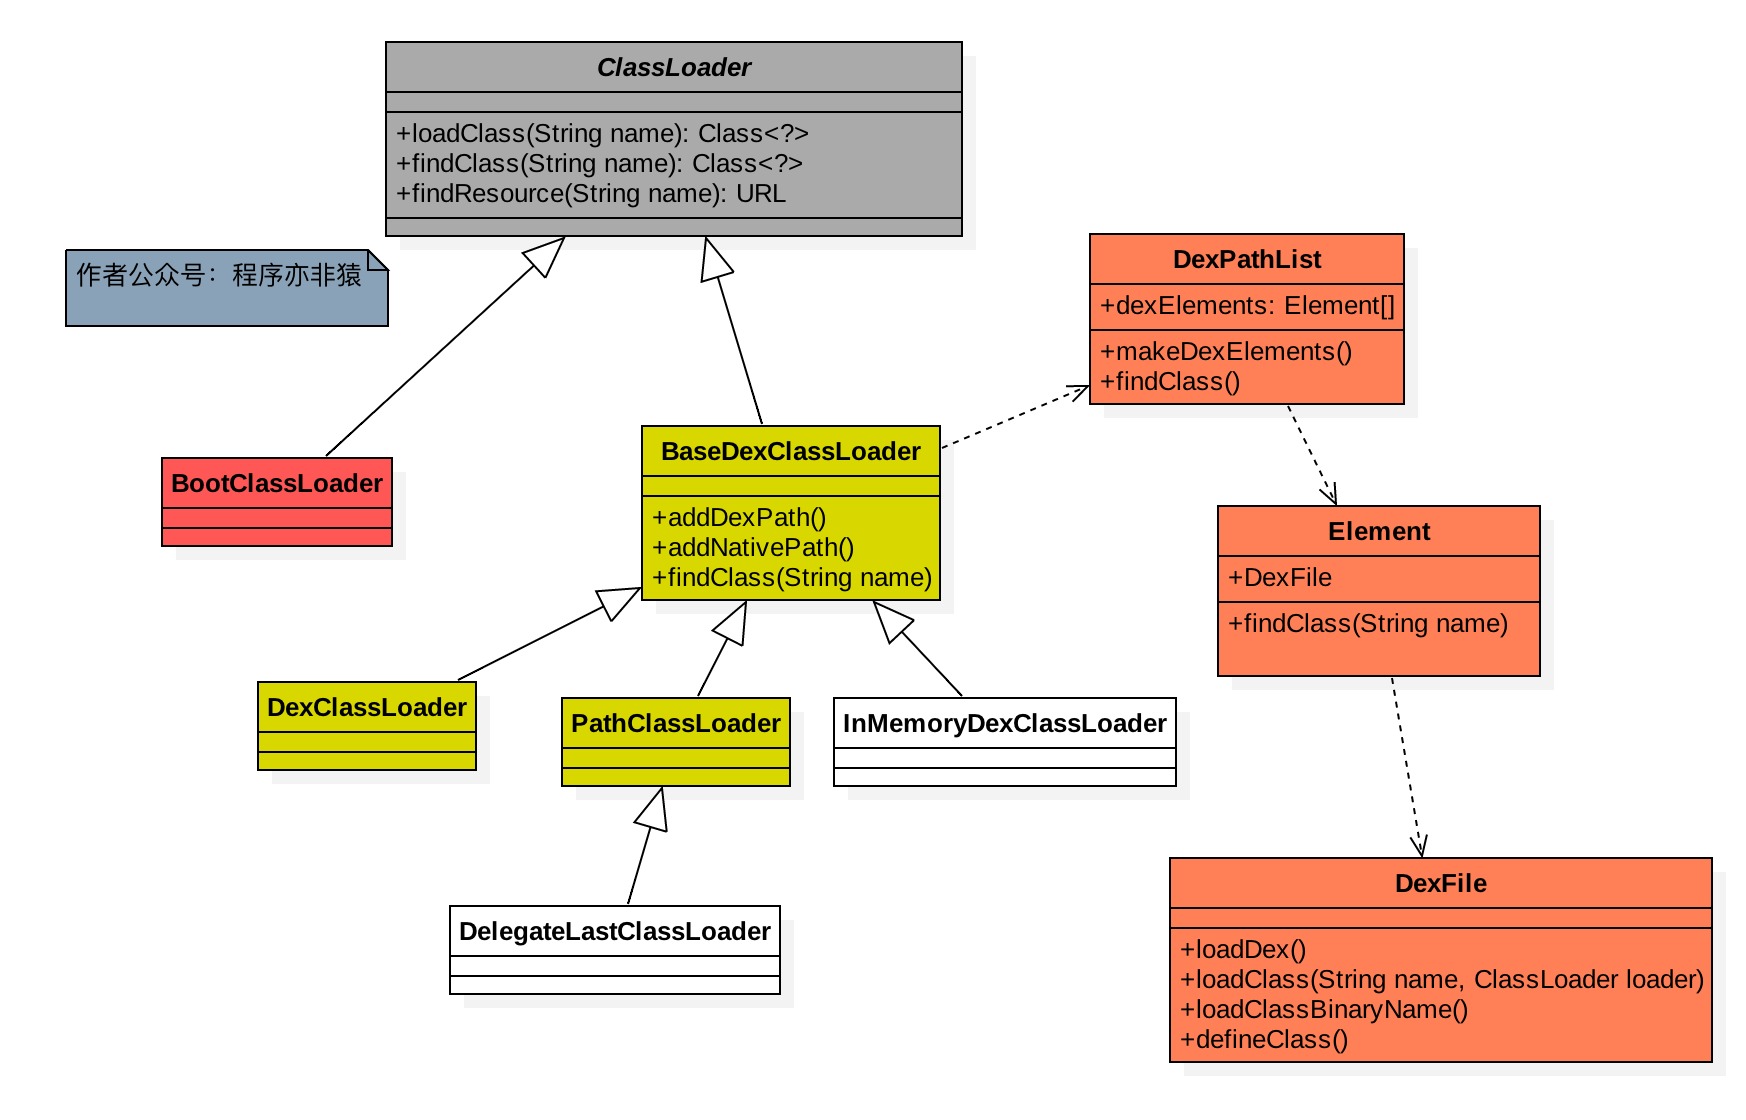 ClassLoader
+loadClass(String name): Class<?>
+findClass(String name): Class<?>
+findResource(String name): URL
作者公众号：程序亦非猿
DexPathList
+dexElements: Element[]
+makeDexElements()
+findClass()
BootClassLoader
BaseDexClassLoader
+addDexPath()
+addNativePath()
+findClass(String name)
Element
+DexFile
+findClass(String name)
DexClassLoader
PathClassLoader
InMemoryDexClassLoader
DelegateLastClassLoader
DexFile
+loadDex()
+loadClass(String name, ClassLoader loader)
+loadClassBinaryName()
+defineClass()